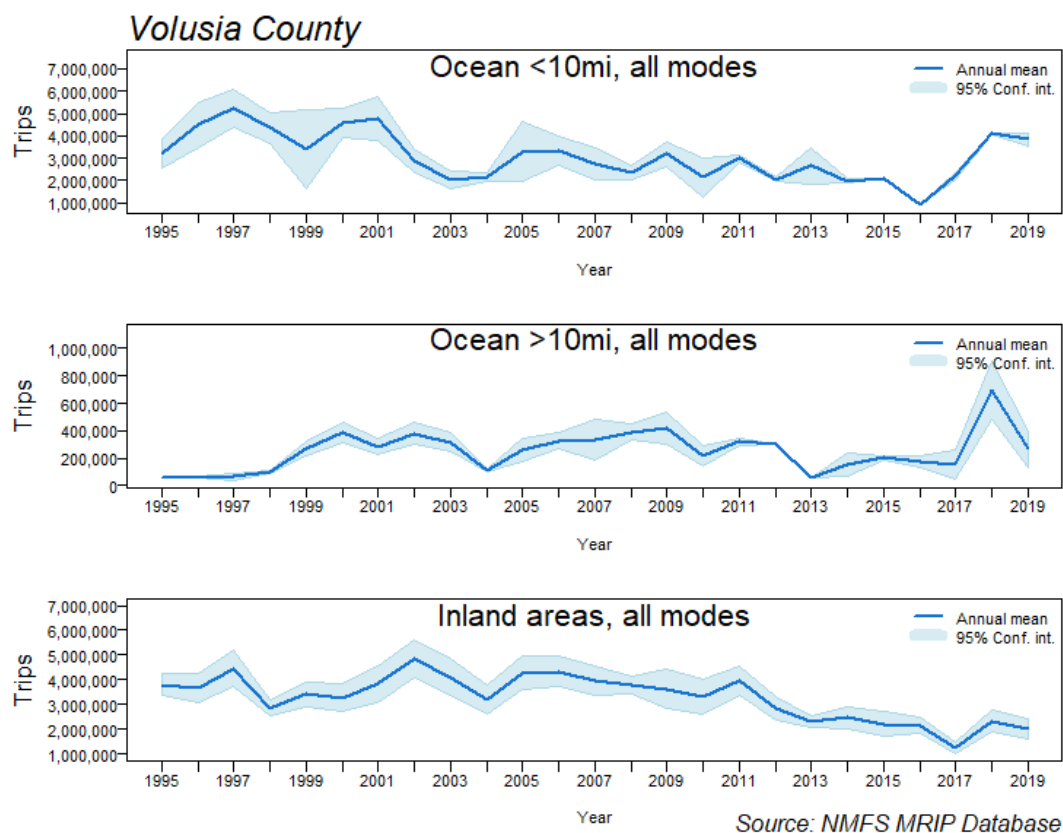 Volusia County
Ocean <10mi, all modes
Annual mean
95% Conf. int.
Trips
7,000,000
6,000,000
5,000,000
4,000,000
3,000,000
2,000,000
1,000,000
1995 1997 1999 2001 2003 2005 2007 2009 2011 2013 2015 2017 2019
Year
Ocean >10mi, all modes
Annual mean
95% Conf. int.
Trips
1,000,000
800,000
600,000
400,000
200,000
0
1995 1997 1999 2001 2003 2005 2007 2009 2011 2013 2015 2017 2019
Year
Inland areas, all modes
Annual mean
95% Conf. int.
Trips
7,000,000
6,000,000
5,000,000
4,000,000
3,000,000
2,000,000
1,000,000
1995 1997 1999 2001 2003 2005 2007 2009 2011 2013 2015 2017 2019
Year
Source: NMFS MRIP Database